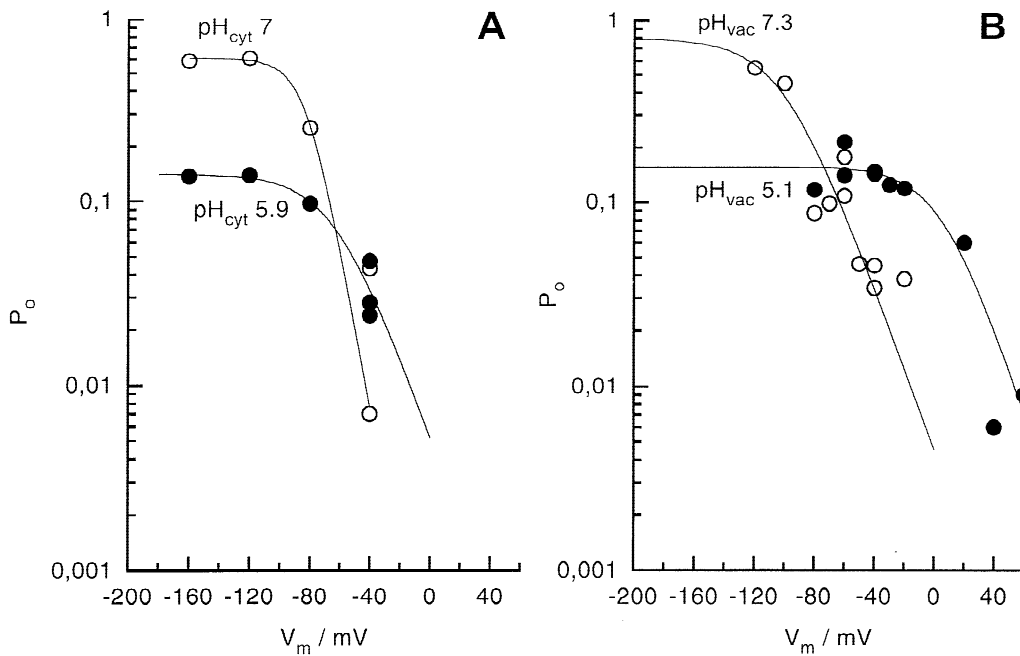 A
pH_cyt 7
pH_cyt 5.9
1
0,1
0,01
0,001
P_o
-200 -160 -120 -80 -40 0 40
V_m / mV
B
pH_vac 7.3
pH_vac 5.1
1
0,1
0,01
0,001
P_o
-200 -160 -120 -80 -40 0 40
V_m / mV